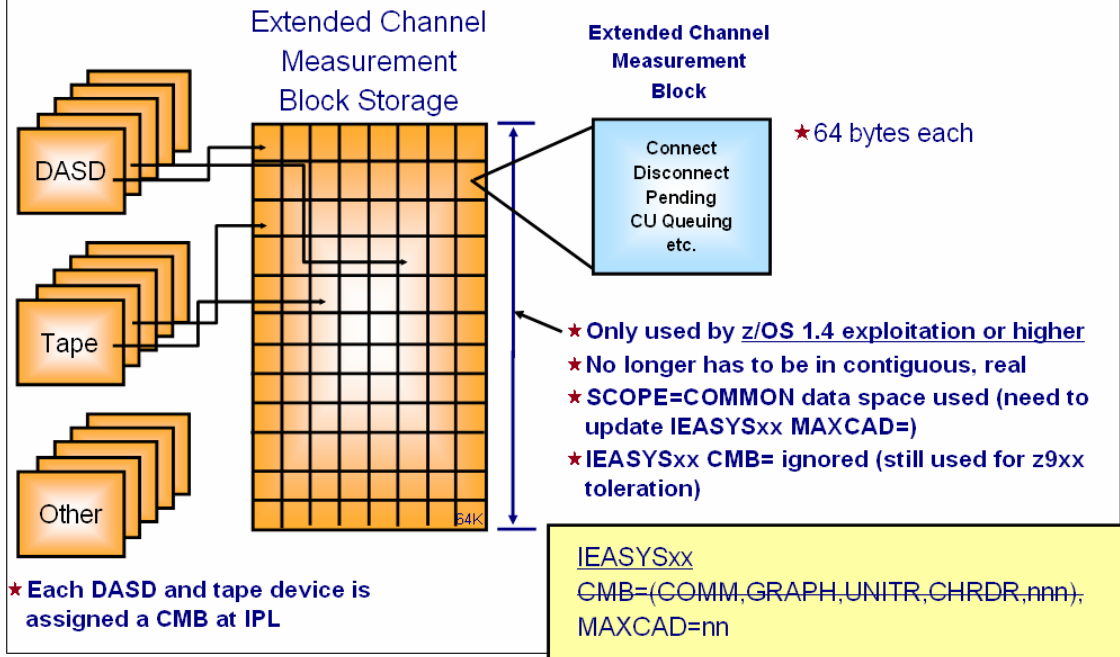 Extended Channel
Measurement
Block Storage
Extended Channel
Measurement
Block
DASD
Tape
Other
64K
Connect
Disconnect
Pending
CU Queuing
etc.
★64 bytes each
★Only used by z/OS 1.4 exploitation or higher
★No longer has to be in contiguous, real
★SCOPE=COMMON data space used (need to
update IEASYSxx MAXCAD=)
★IEASYSxx CMB= ignored (still used for z9xx
toleration)
★Each DASD and tape device is
assigned a CMB at IPL
IEASYSxx
CMB=(COMM,GRAPH,UNITR,CHRDR,nnn),
MAXCAD=nn